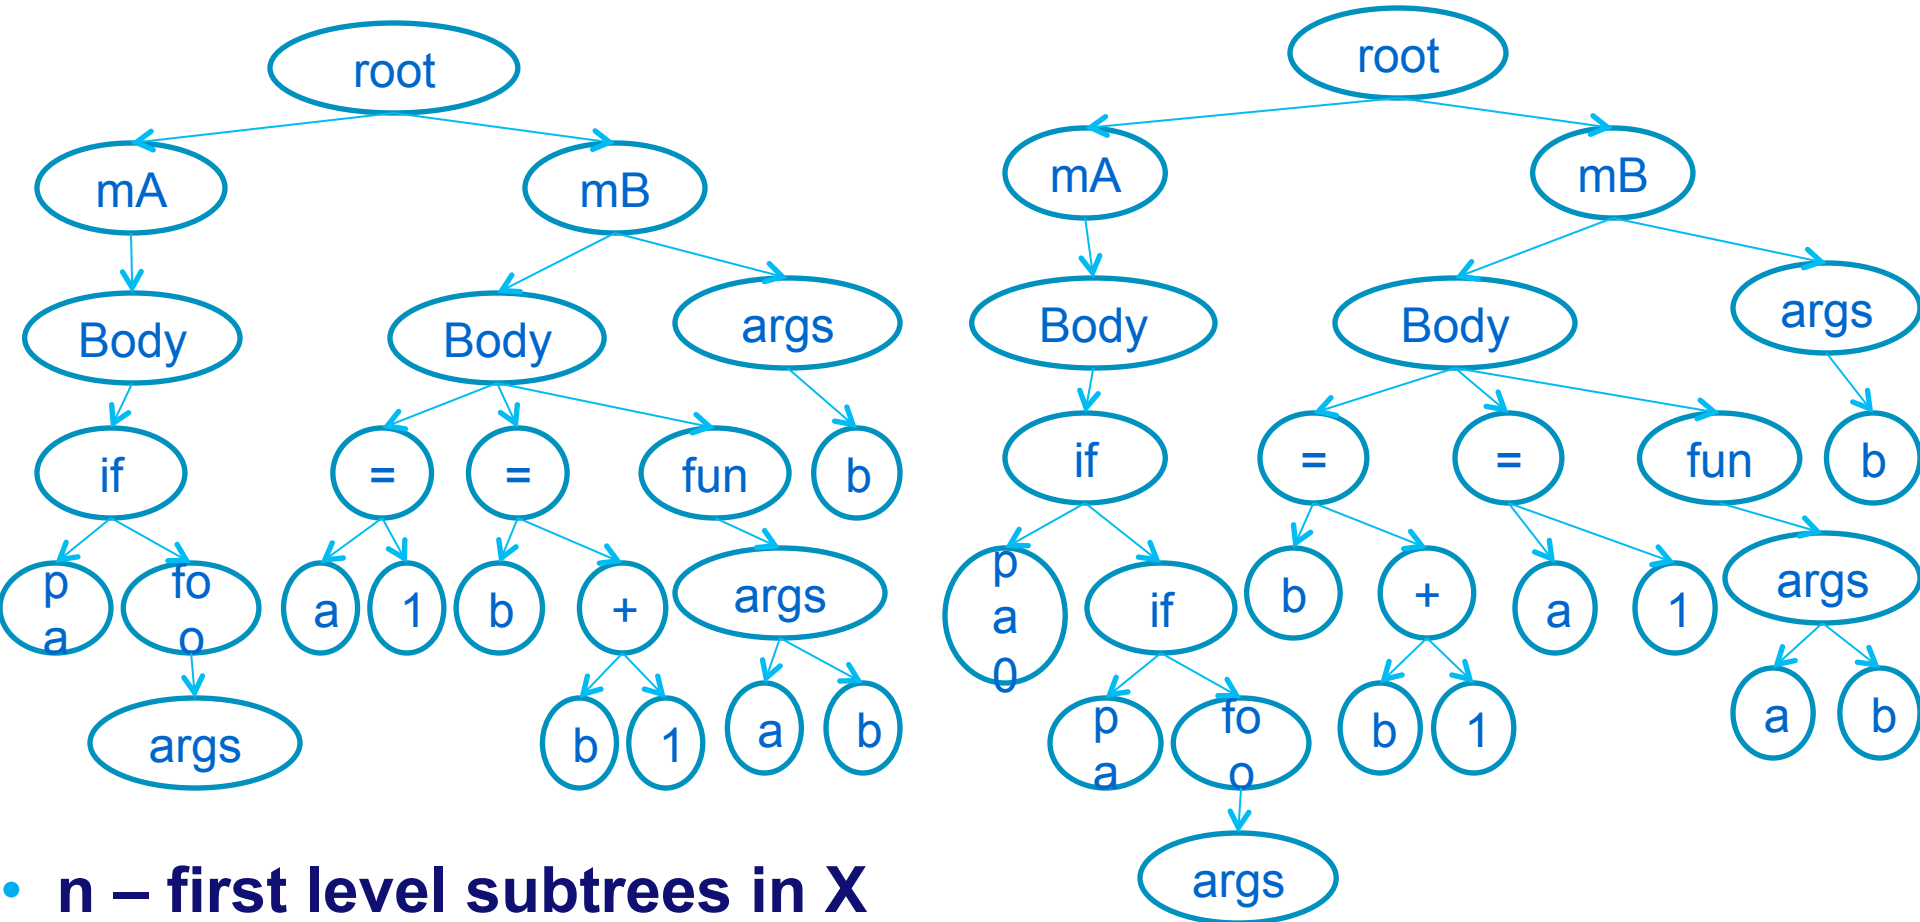 root root
mA mB mA mB
Body Body args Body Body args
if = = fun b if = = fun b
p
a
fo
o
a 1 b + args
p
a
0
if b + a 1 args
args b 1 a b
p
a
fo
o
b 1 a b
• n – first level subtrees in X
args